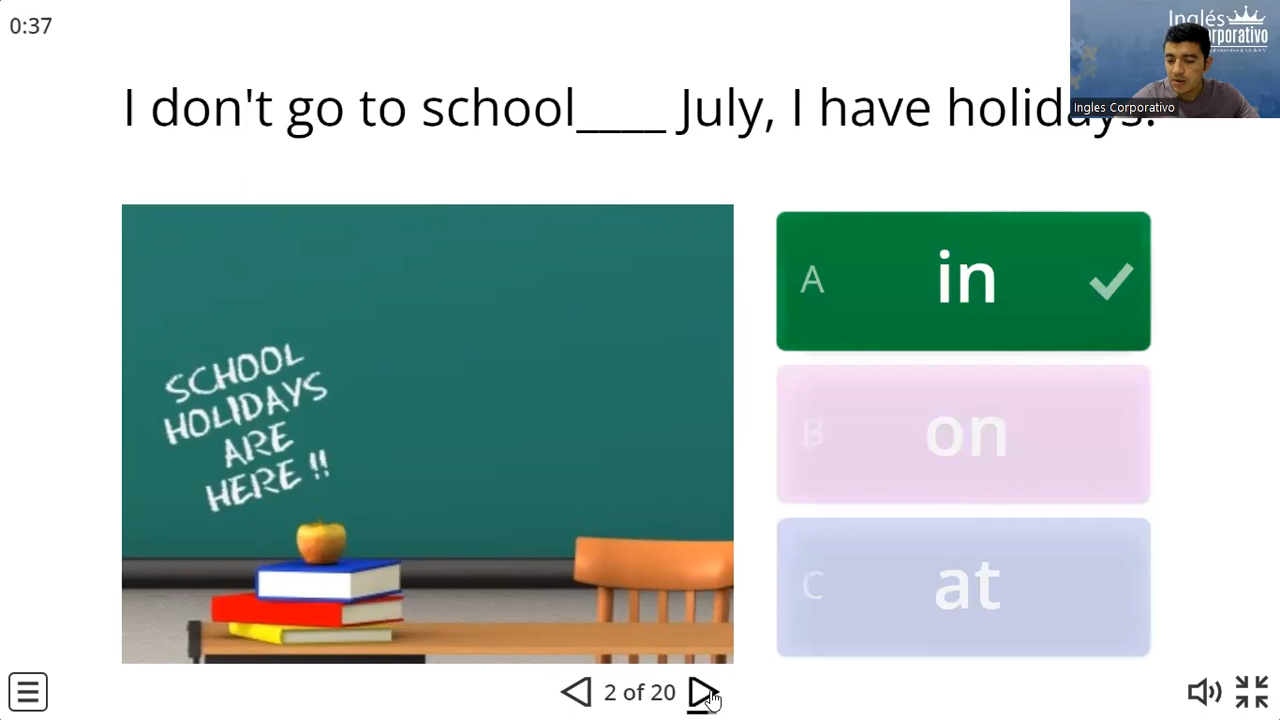 0:37
Inglés
Corporativo
I don't go to school____ July, I have holidays.
Ingles Corporativo
A in
SCHOOL
HOLIDAYS
ARE
HERE !!
B on
C at
2 of 20